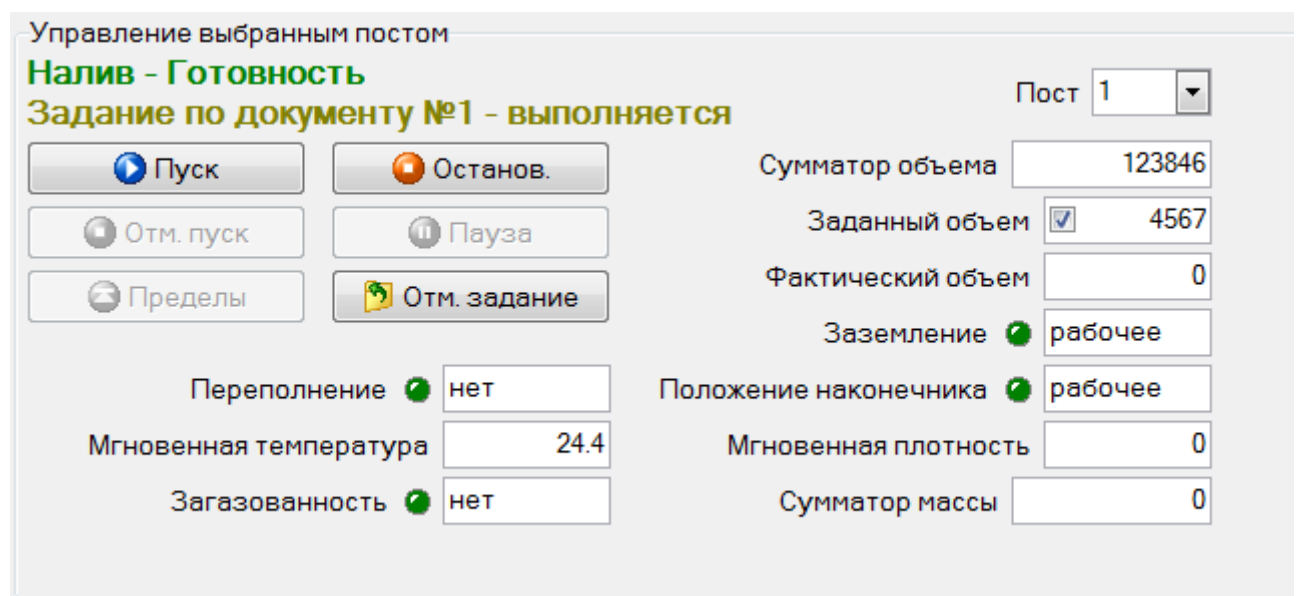 Управление выбранным постом
Налив - Готовность
Задание по документу №1 - выполняется
Пост 1
Пуск Останов.
Отм. пуск Пауза
Пределы Отм. задание
Сумматор объема 123846
Заданный объем 4567
Фактический объем 0
Заземление рабочее
Переполнение нет
Положение наконечника рабочее
Мгновенная температура 24.4
Мгновенная плотность 0
Загазованность нет
Сумматор массы 0